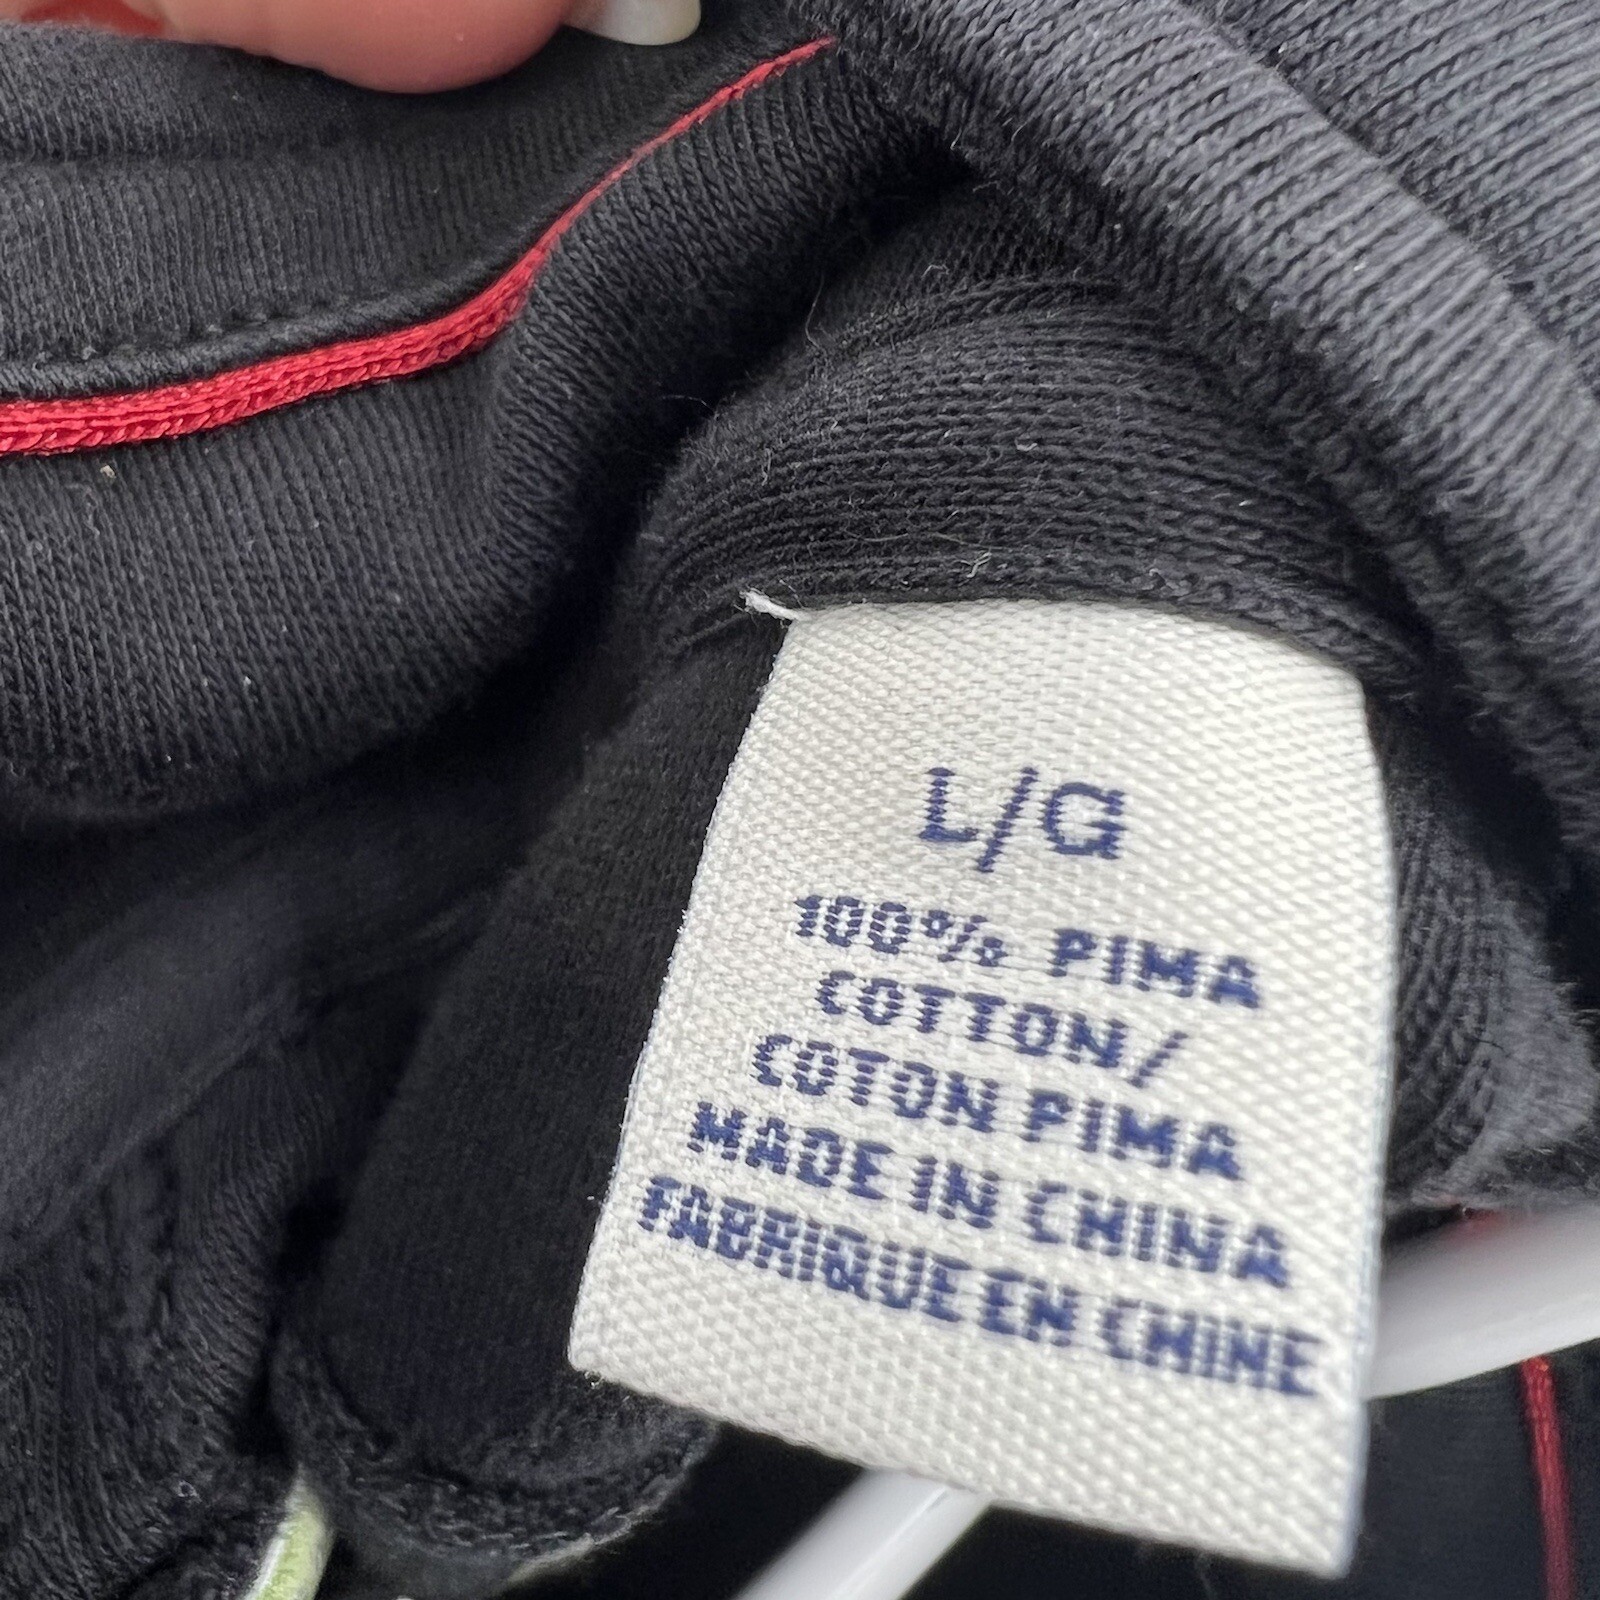 L/G
100% PIMA
COTTON/
COTON PIMA
MADE IN CHINA
FABRIQUE EN CHINE